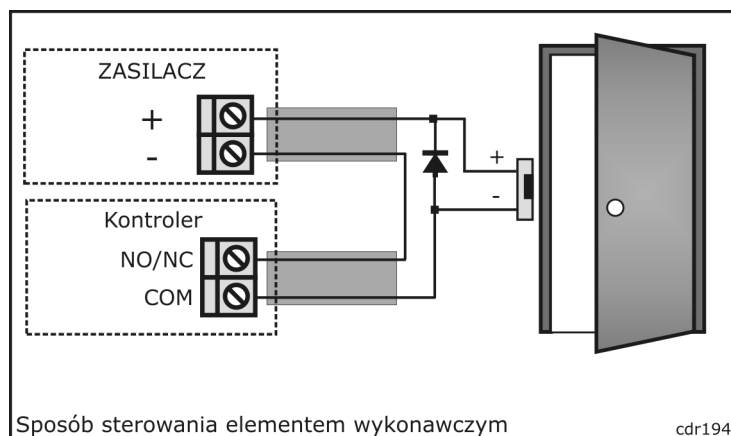 ZASILACZ
+
-
+
-
Kontroler
NO/NC
COM
Sposób sterowania elementem wykonawczym
cdr194